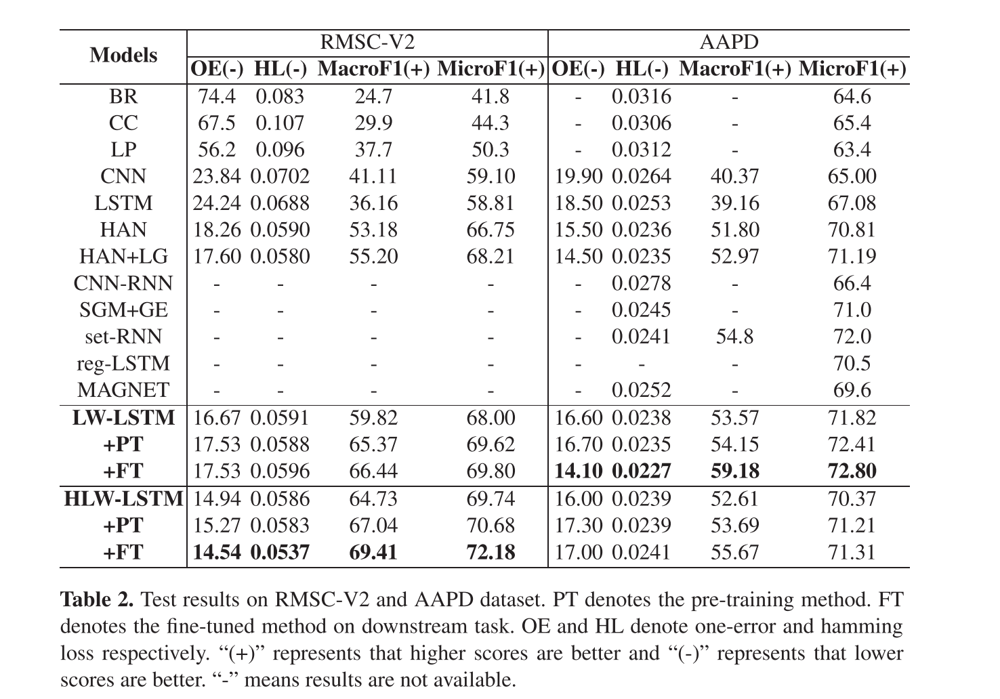 Models RMSC-V2 AAPD
OE(-) HL(-) MacroF1(+) MicroF1(+) OE(-) HL(-) MacroF1(+) MicroF1(+)
BR 74.4 0.083 24.7 41.8 - 0.0316 - 64.6
CC 67.5 0.107 29.9 44.3 - 0.0306 - 65.4
LP 56.2 0.096 37.7 50.3 - 0.0312 - 63.4
CNN 23.84 0.0702 41.11 59.10 19.90 0.0264 40.37 65.00
LSTM 24.24 0.0688 36.16 58.81 18.50 0.0253 39.16 67.08
HAN 18.26 0.0590 53.18 66.75 15.50 0.0236 51.80 70.81
HAN+LG 17.60 0.0580 55.20 68.21 14.50 0.0235 52.97 71.19
CNN-RNN - - - - - 0.0278 - 66.4
SGM+GE - - - - - 0.0245 - 71.0
set-RNN - - - - - 0.0241 54.8 72.0
reg-LSTM - - - - - - - 70.5
MAGNET - - - - - 0.0252 - 69.6
LW-LSTM 16.67 0.0591 59.82 68.00 16.60 0.0238 53.57 71.82
+PT 17.53 0.0588 65.37 69.62 16.70 0.0235 54.15 72.41
+FT 17.53 0.0596 66.44 69.80 14.10 0.0227 59.18 72.80
HLW-LSTM 14.94 0.0586 64.73 69.74 16.00 0.0239 52.61 70.37
+PT 15.27 0.0583 67.04 70.68 17.30 0.0239 53.69 71.21
+FT 14.54 0.0537 69.41 72.18 17.00 0.0241 55.67 71.31
Table 2. Test results on RMSC-V2 and AAPD dataset. PT denotes the pre-training method. FT
denotes the fine-tuned method on downstream task. OE and HL denote one-error and hamming
loss respectively. “(+)” represents that higher scores are better and “(-)” represents that lower
scores are better. “-” means results are not available.